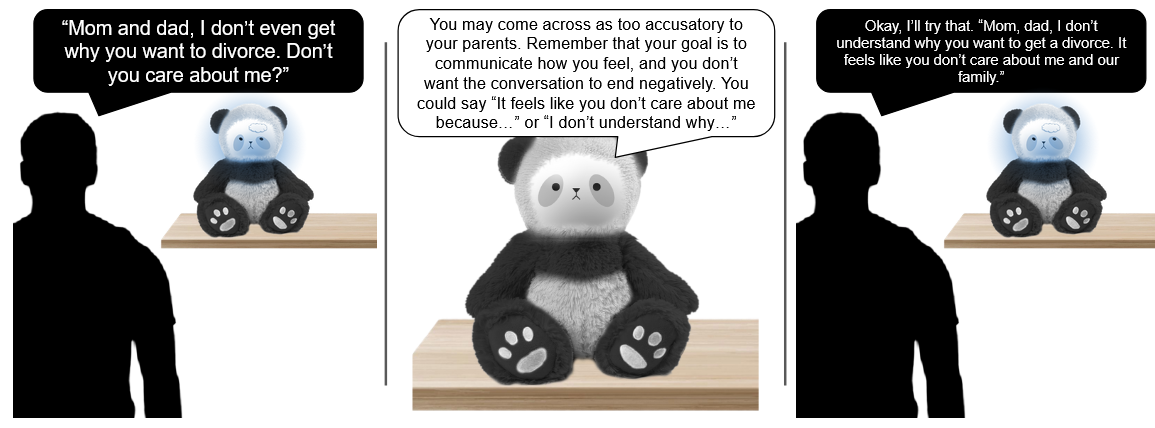 “Mom and dad, I don’t even get
why you want to divorce. Don’t
you care about me?”
You may come across as too accusatory to
your parents. Remember that your goal is to
communicate how you feel, and you don’t
want the conversation to end negatively. You
could say “It feels like you don’t care about me
because…” or “I don’t understand why…”
Okay, I’ll try that. “Mom, dad, I don’t
understand why you want to get a divorce. It
feels like you don’t care about me and our
family.”